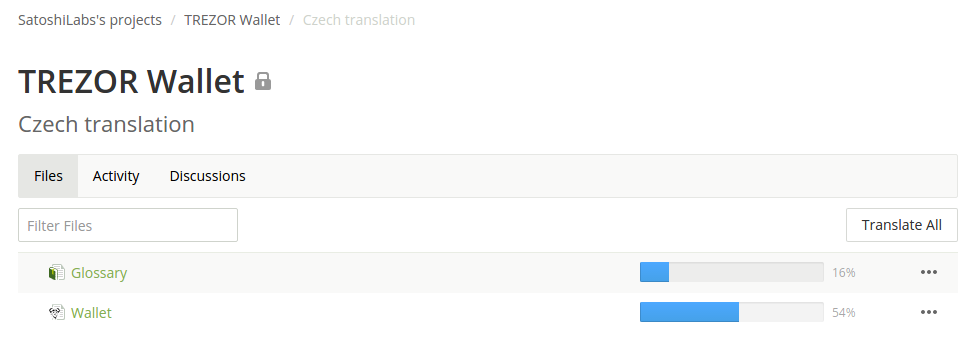 SatoshiLabs's projects / TREZOR Wallet / Czech translation
TREZOR Wallet
Czech translation
Files Activity Discussions
Filter Files Translate All
Glossary 16%
Wallet 54%